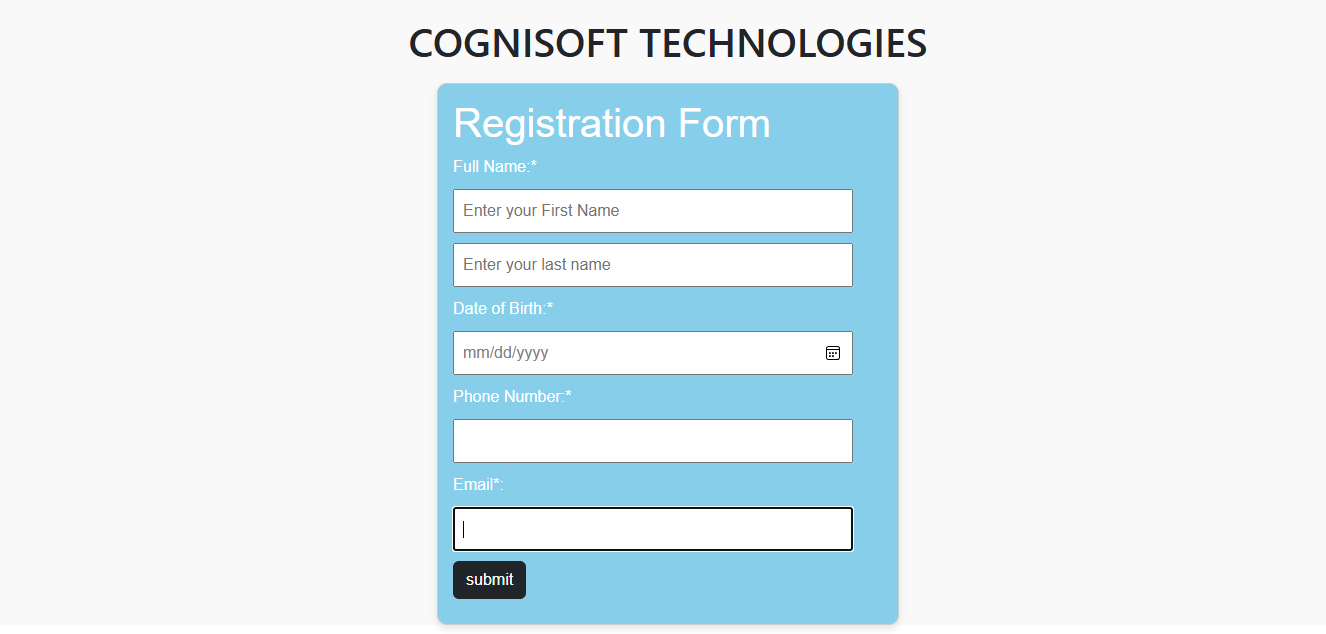 COGNISOFT TECHNOLOGIES
Registration Form
Full Name:*
Enter your First Name
Enter your last name
Date of Birth:*
mm/dd/yyyy
Phone Number:*
Email*:
submit